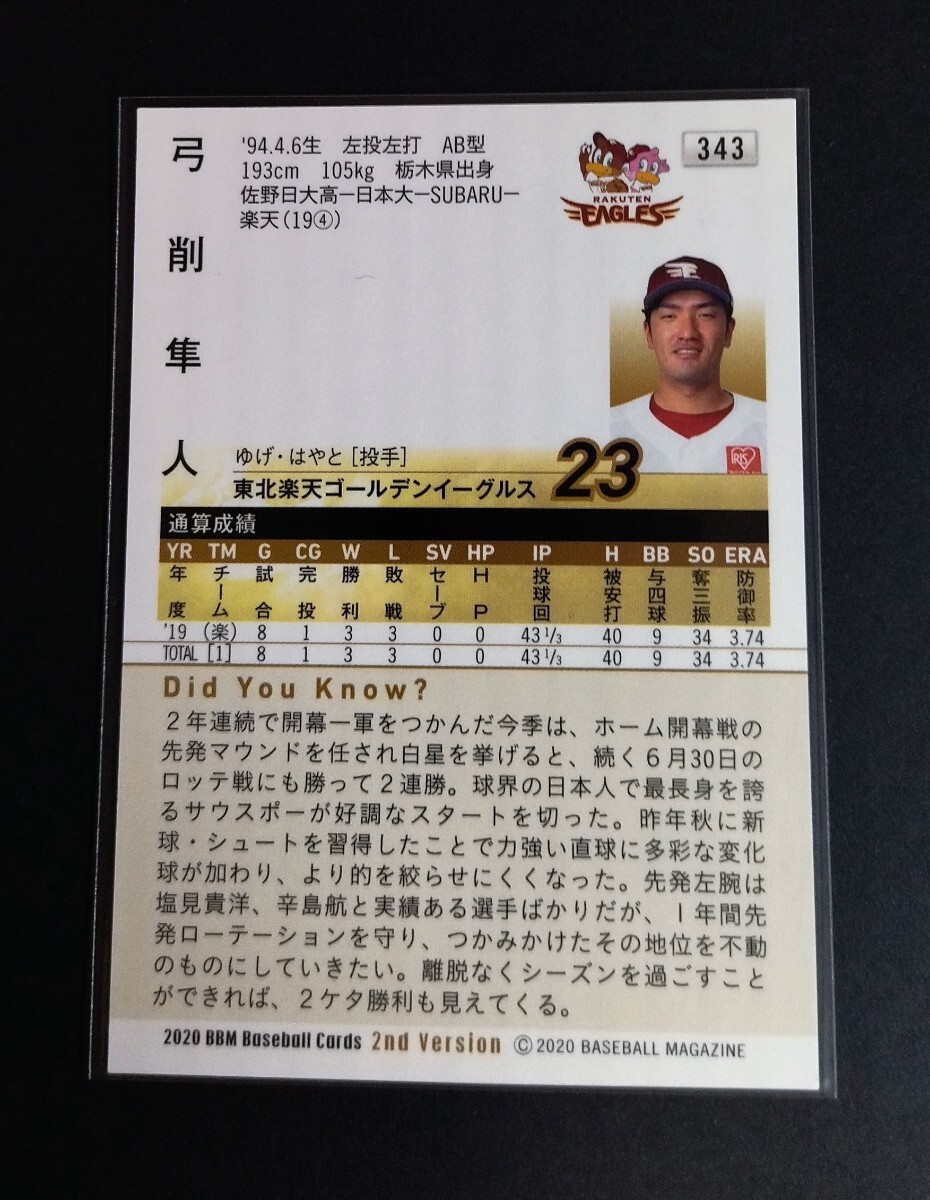 弓削隼人
'94.4.6生 左投左打 AB型
193cm 105kg 栃木県出身
佐野日大高ー日本大ーSUBARUー
楽天(19④)
RAKUTEN
EAGLES
343
IRIS
ゆげ・はやと[投手]
東北楽天ゴールデンイーグルス
23
通算成績
YR TM G CG W L SV HP IP H BB SO ERA
年度 チーム 試合 完投 勝利 敗戦 セーブ HP 投球回 被安打 与四球 奪三振 防御率
'19 (楽) 8 1 3 3 0 0 43 1/3 40 9 34 3.74
TOTAL [1] 8 1 3 3 0 0 43 1/3 40 9 34 3.74
Did You Know?
2年連続で開幕一軍をつかんだ今季は、ホーム開幕戦の
先発マウンドを任され白星を挙げると、続く6月30日の
ロッテ戦にも勝って2連勝。球界の日本人で最長身を誇
るサウスポーが好調なスタートを切った。昨年秋に新
球・シュートを習得したことで力強い直球に多彩な変化
球が加わり、より的を絞らせにくくなった。先発左腕は
塩見貴洋、辛島航と実績ある選手ばかりだが、1年間先
発ローテーションを守り、つかみかけたその地位を不動
のものにしていきたい。離脱なくシーズンを過ごすこと
ができれば、2ケタ勝利も見えてくる。
2020 BBM Baseball Cards 2nd Version ©2020 BASEBALL MAGAZINE